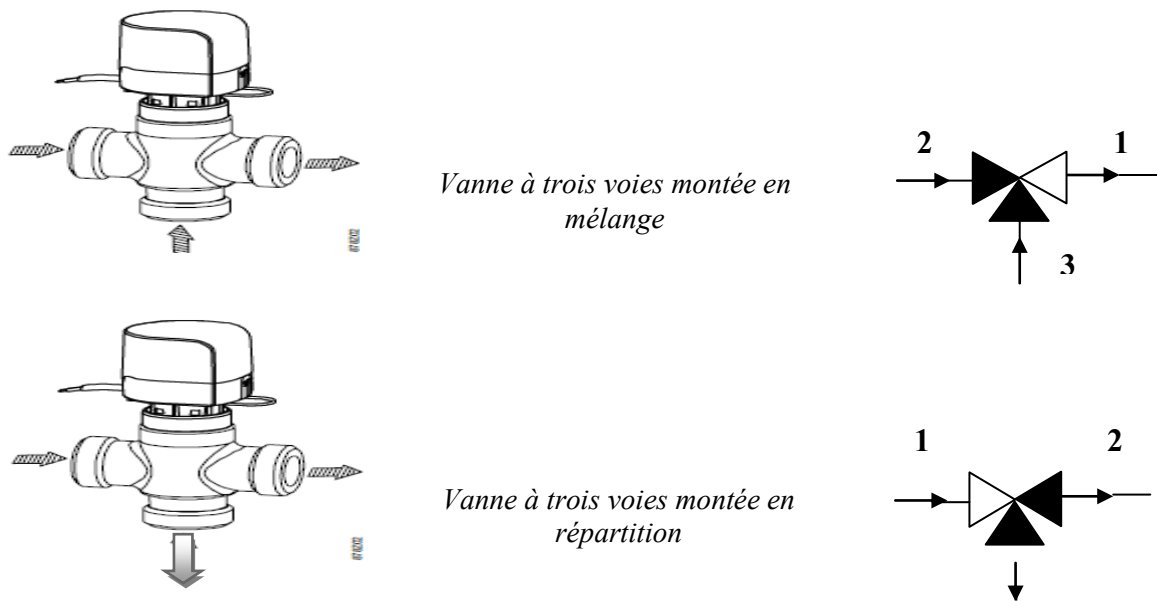 Vanne à trois voies montée en
mélange
2
1
3
Vanne à trois voies montée en
répartition
1
2